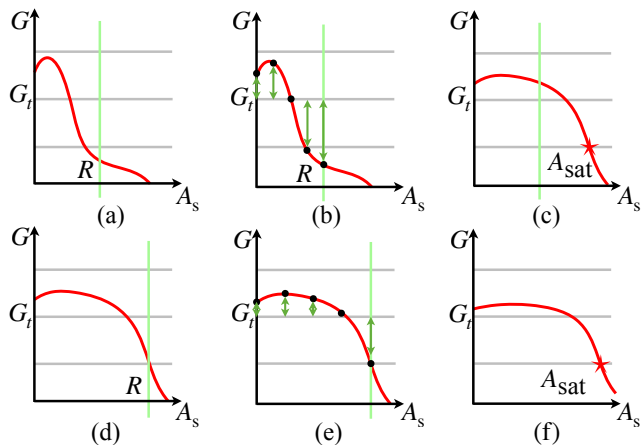 G G G
G_t G_t G_t
R R A_sat
A_s A_s A_s
(a) (b) (c)
G G G
G_t G_t G_t
R A_sat
A_s A_s A_s
(d) (e) (f)